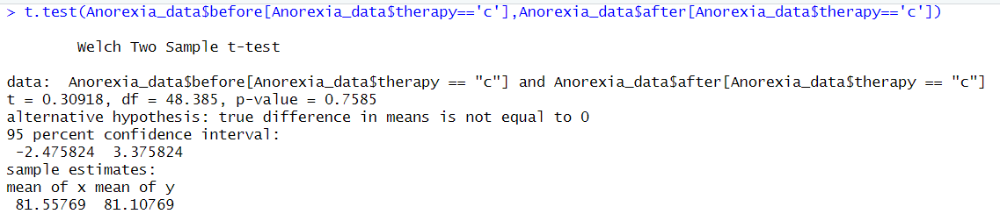 > t.test(Anorexia_data$before[Anorexia_data$therapy=='c'],Anorexia_data$after[Anorexia_data$therapy=='c'])
Welch Two Sample t-test
data:  Anorexia_data$before[Anorexia_data$therapy == "c"] and Anorexia_data$after[Anorexia_data$therapy == "c"]
t = 0.30918, df = 48.385, p-value = 0.7585
alternative hypothesis: true difference in means is not equal to 0
95 percent confidence interval:
 -2.475824  3.375824
sample estimates:
mean of x mean of y
 81.55769  81.10769